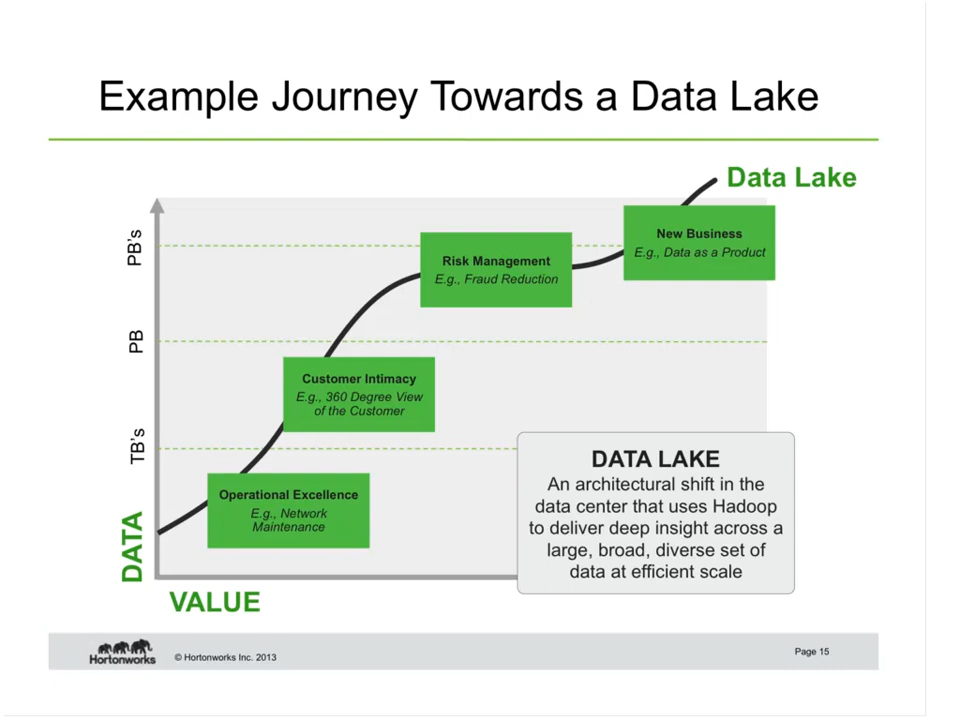 Example Journey Towards a Data Lake
Data Lake
PB's
PB
TB's
DATA
VALUE
New Business
E.g., Data as a Product
Risk Management
E.g., Fraud Reduction
Customer Intimacy
E.g., 360 Degree View
of the Customer
Operational Excellence
E.g., Network
Maintenance
DATA LAKE
An architectural shift in the
data center that uses Hadoop
to deliver deep insight across a
large, broad, diverse set of
data at efficient scale
Hortonworks
© Hortonworks Inc. 2013
Page 15